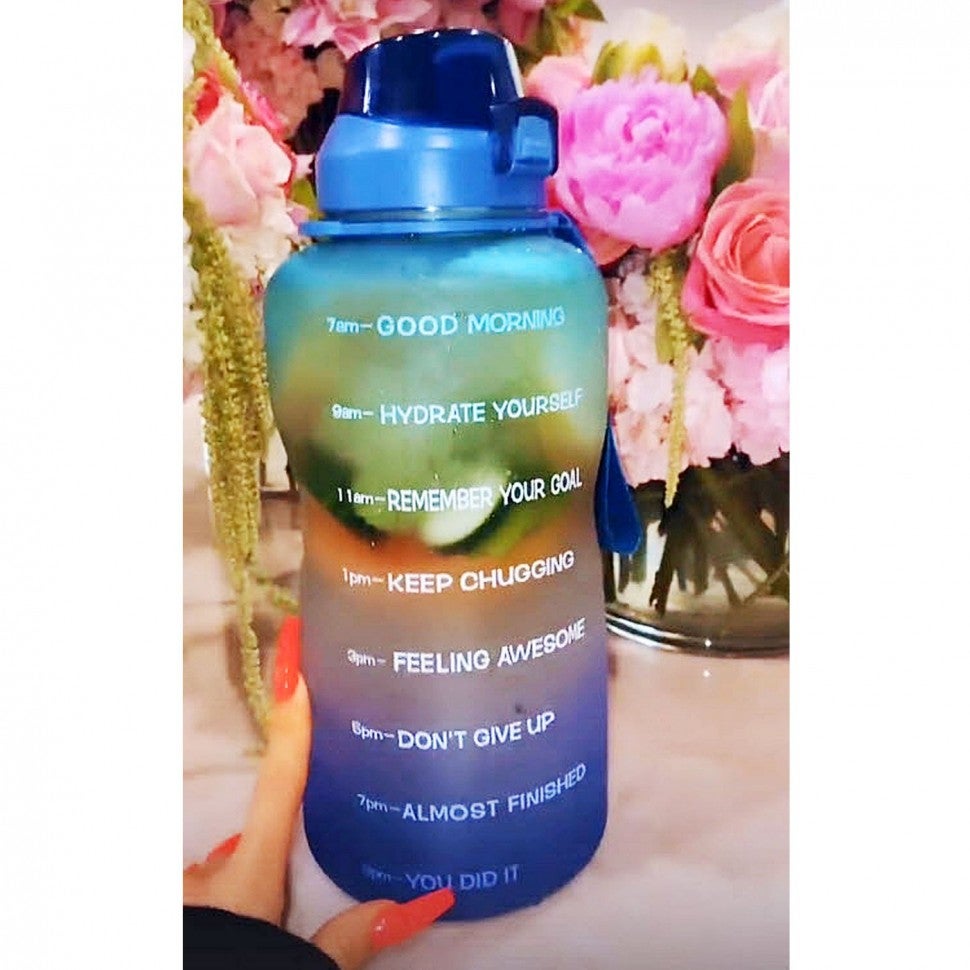 7am- GOOD MORNING
9am- HYDRATE YOURSELF
11am- REMEMBER YOUR GOAL
1pm- KEEP CHUGGING
3pm- FEELING AWESOME
5pm- DON'T GIVE UP
7pm- ALMOST FINISHED
YOU DID IT